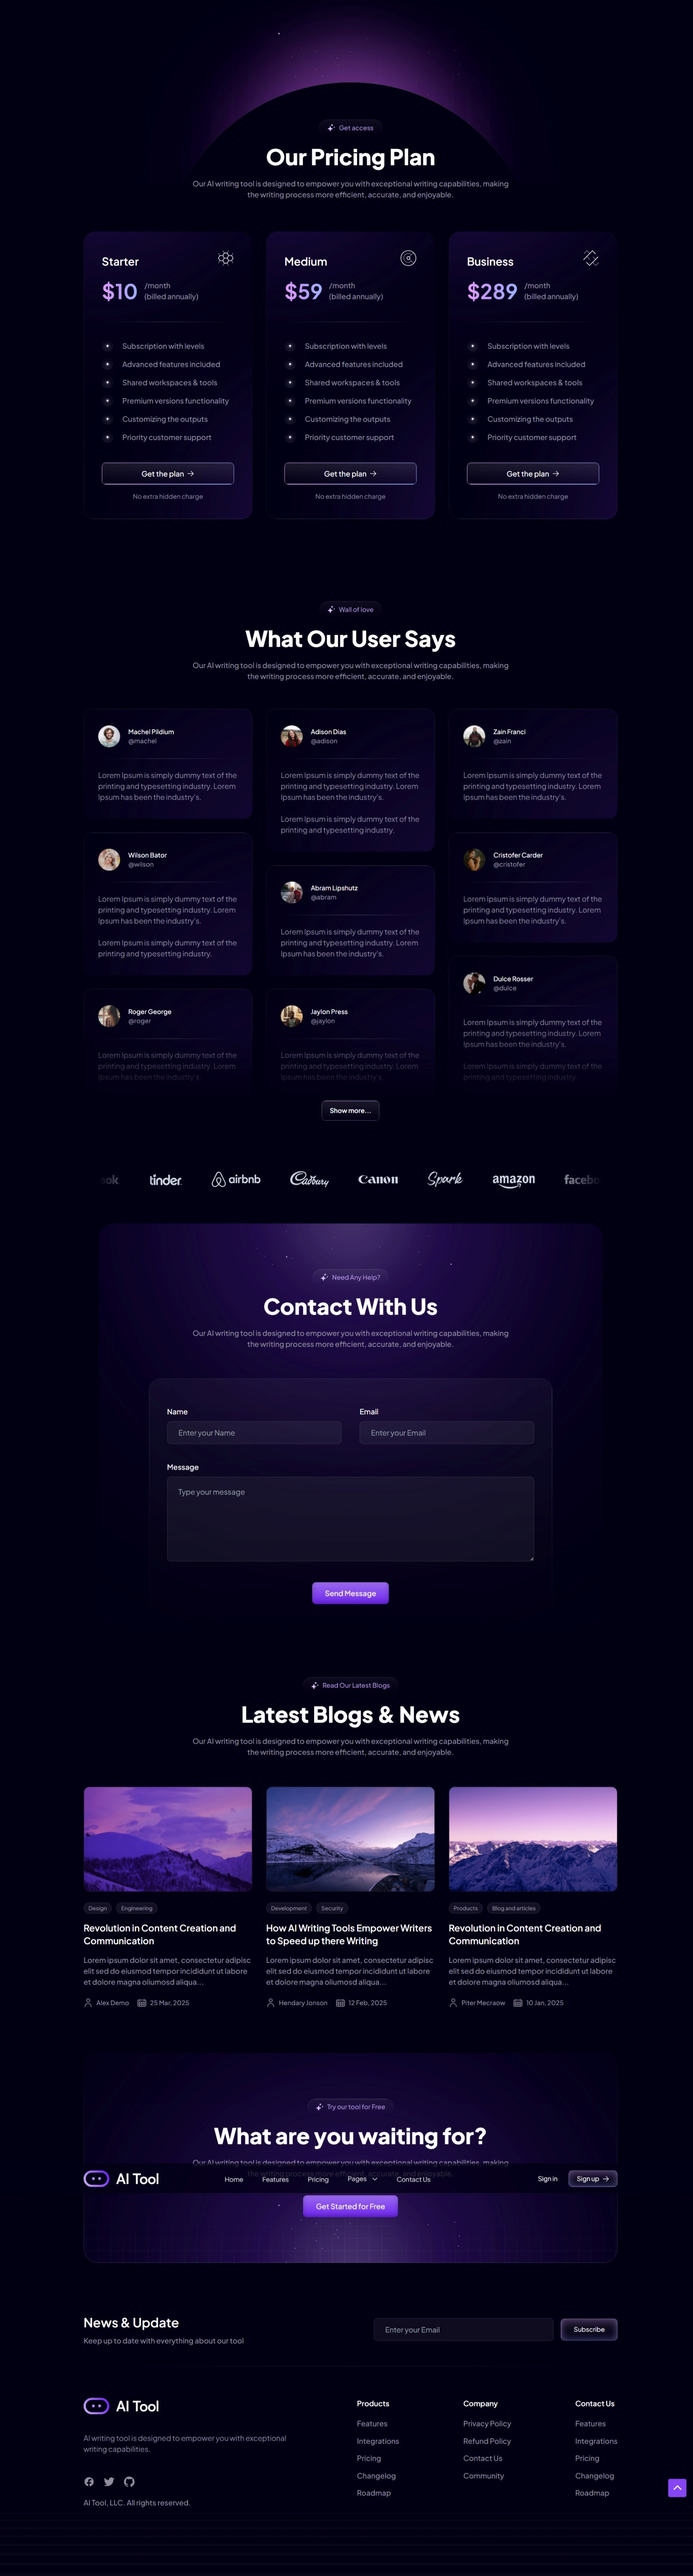 Get access
Our Pricing Plan
Our AI writing tool is designed to empower you with exceptional writing capabilities, making
the writing process more efficient, accurate, and enjoyable.
Starter
$10
/month
(billed annually)
Subscription with levels
Advanced features included
Shared workspaces & tools
Premium versions functionality
Customizing the outputs
Priority customer support
Get the plan
No extra hidden charge
Medium
$59
/month
(billed annually)
Subscription with levels
Advanced features included
Shared workspaces & tools
Premium versions functionality
Customizing the outputs
Priority customer support
Get the plan
No extra hidden charge
Business
$289
/month
(billed annually)
Subscription with levels
Advanced features included
Shared workspaces & tools
Premium versions functionality
Customizing the outputs
Priority customer support
Get the plan
No extra hidden charge
Wall of love
What Our User Says
Our AI writing tool is designed to empower you with exceptional writing capabilities, making
the writing process more efficient, accurate, and enjoyable.
Machel Pildium
@machel
Lorem Ipsum is simply dummy text of the
printing and typesetting industry. Lorem
Ipsum has been the industry's.
Wilson Bator
@wilson
Lorem Ipsum is simply dummy text of the
printing and typesetting industry. Lorem
Ipsum has been the industry's.
Lorem Ipsum is simply dummy text of the
printing and typesetting industry.
Roger George
@roger
Lorem Ipsum is simply dummy text of the
printing and typesetting industry. Lorem
Ipsum has been the industry's.
Adison Dias
@adison
Lorem Ipsum is simply dummy text of the
printing and typesetting industry. Lorem
Ipsum has been the industry's.
Lorem Ipsum is simply dummy text of the
printing and typesetting industry.
Abram Lipshutz
@abram
Lorem Ipsum is simply dummy text of the
printing and typesetting industry. Lorem
Ipsum has been the industry's.
Jaylon Press
@jaylon
Lorem Ipsum is simply dummy text of the
printing and typesetting industry. Lorem
Ipsum has been the industry's.
Zain Franci
@zain
Lorem Ipsum is simply dummy text of the
printing and typesetting industry. Lorem
Ipsum has been the industry's.
Cristofer Carder
@cristofer
Lorem Ipsum is simply dummy text of the
printing and typesetting industry. Lorem
Ipsum has been the industry's.
Dulce Rosser
@dulce
Lorem Ipsum is simply dummy text of the
printing and typesetting industry. Lorem
Ipsum has been the industry's.
Lorem Ipsum is simply dummy text of the
printing and typesetting industry.
Show more...
ook.
tinder
airbnb
Cadbury
Canon
Spark
amazon
facebo
Need Any Help?
Contact With Us
Our AI writing tool is designed to empower you with exceptional writing capabilities, making
the writing process more efficient, accurate, and enjoyable.
Name
Enter your Name
Email
Enter your Email
Message
Type your message
Send Message
Read Our Latest Blogs
Latest Blogs & News
Our AI writing tool is designed to empower you with exceptional writing capabilities, making
the writing process more efficient, accurate, and enjoyable.
Design
Engineering
Revolution in Content Creation and
Communication
Lorem ipsum dolor sit amet, consectetur adipisc
elit sed do eiusmod tempor incididunt ut labore
et dolore magna oliumosd aliqua...
Alex Demo
25 Mar, 2025
Development
Security
How AI Writing Tools Empower Writers
to Speed up there Writing
Lorem ipsum dolor sit amet, consectetur adipisc
elit sed do eiusmod tempor incididunt ut labore
et dolore magna oliumosd aliqua...
Hendary Jonson
12 Feb, 2025
Products
Blog and articles
Revolution in Content Creation and
Communication
Lorem ipsum dolor sit amet, consectetur adipisc
elit sed do eiusmod tempor incididunt ut labore
et dolore magna oliumosd aliqua...
Piter Mecraow
10 Jan, 2025
Try our tool for Free
What are you waiting for?
Our AI writing tool is designed to empower you with exceptional writing capabilities, making
the writing process more efficient, accurate, and enjoyable.
AI Tool
Home
Features
Pricing
Pages
Contact Us
Sign in
Sign up
Get Started for Free
News & Update
Keep up to date with everything about our tool
Enter your Email
Subscribe
AI Tool
AI writing tool is designed to empower you with exceptional
writing capabilities.
AI Tool, LLC. All rights reserved.
Products
Features
Integrations
Pricing
Changelog
Roadmap
Company
Privacy Policy
Refund Policy
Contact Us
Community
Contact Us
Features
Integrations
Pricing
Changelog
Roadmap